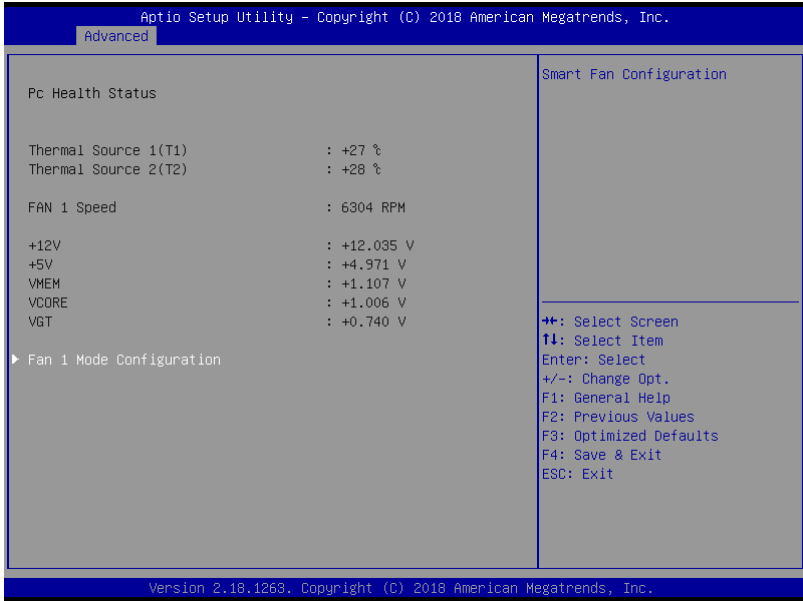 Aptio Setup Utility – Copyright (C) 2018 American Megatrends, Inc.
Advanced
Pc Health Status
Thermal Source 1(T1) : +27 ℃
Thermal Source 2(T2) : +28 ℃
FAN 1 Speed : 6304 RPM
+12V : +12.035 V
+5V : +4.971 V
VMEM : +1.107 V
VCORE : +1.006 V
VGT : +0.740 V
▶ Fan 1 Mode Configuration
Smart Fan Configuration
→←: Select Screen
↑↓: Select Item
Enter: Select
+/-: Change Opt.
F1: General Help
F2: Previous Values
F3: Optimized Defaults
F4: Save & Exit
ESC: Exit
Version 2.18.1263. Copyright (C) 2018 American Megatrends, Inc.